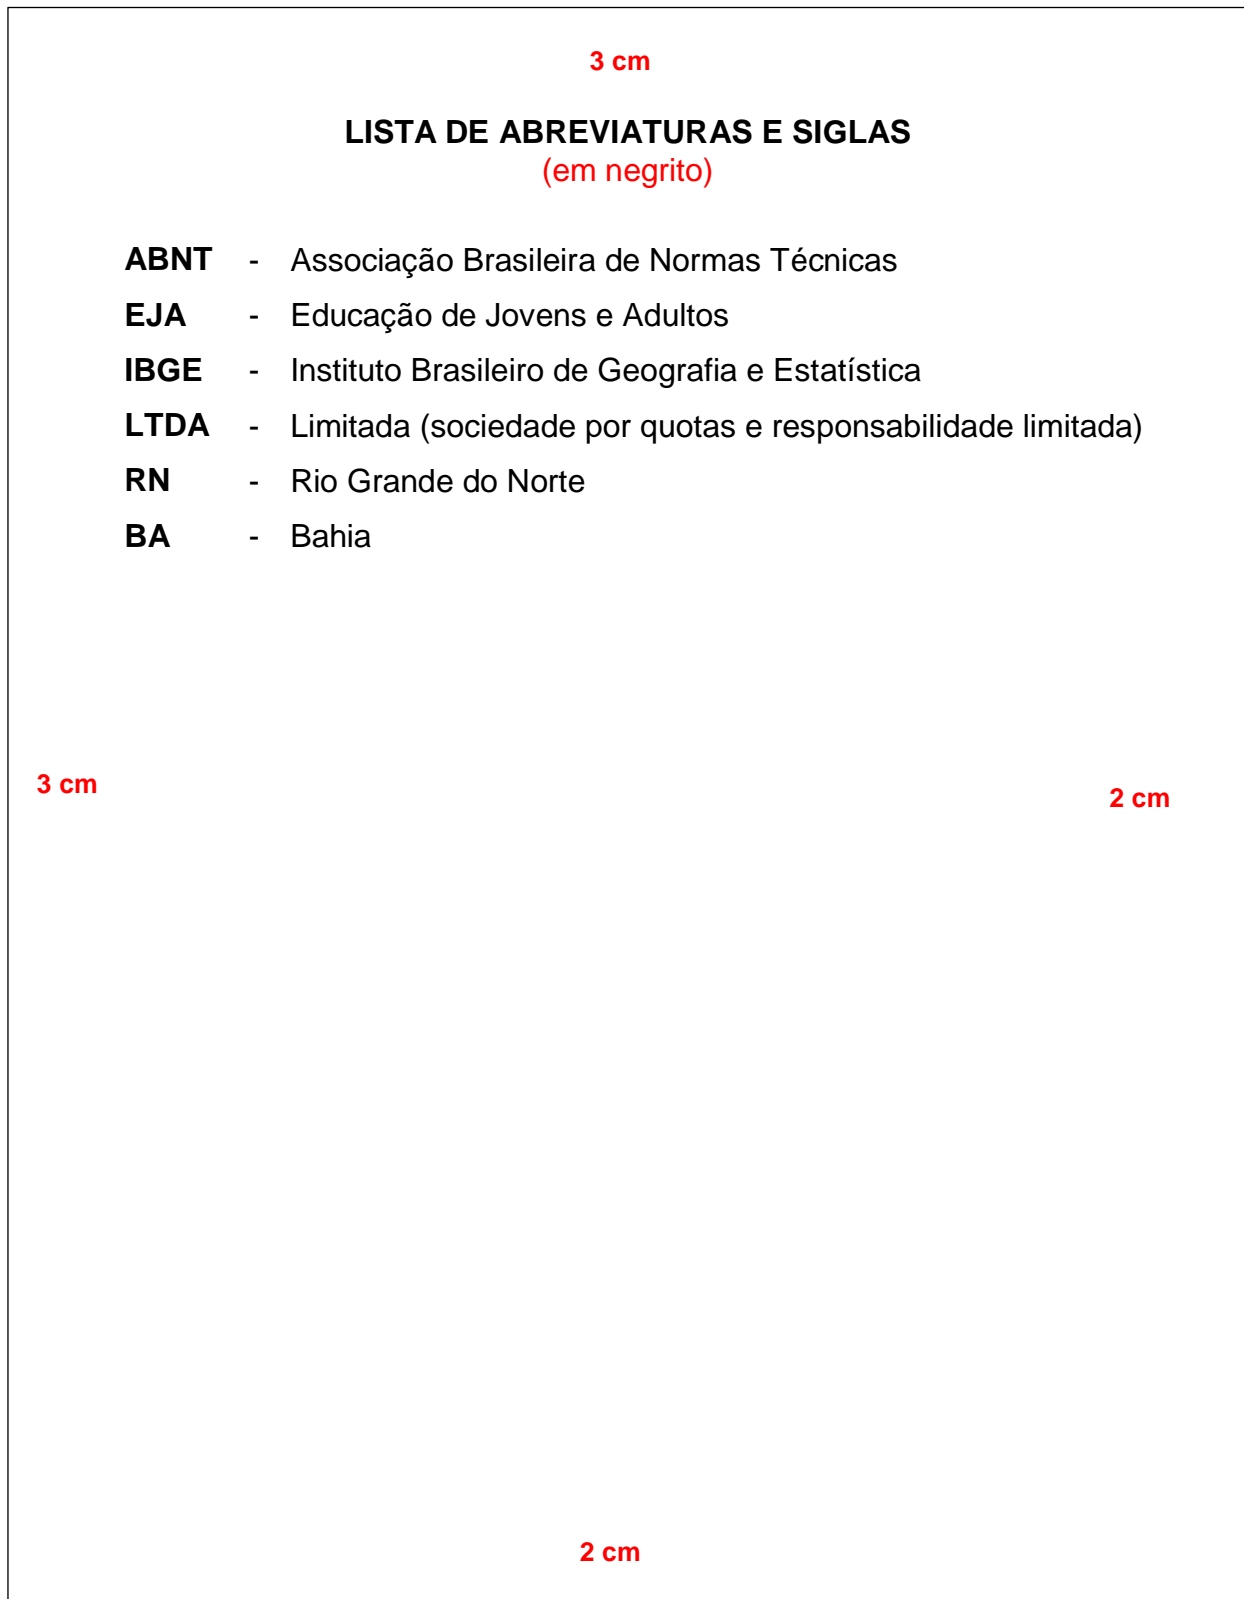 3 cm
LISTA DE ABREVIATURAS E SIGLAS
(em negrito)
ABNT - Associação Brasileira de Normas Técnicas
EJA - Educação de Jovens e Adultos
IBGE - Instituto Brasileiro de Geografia e Estatística
LTDA - Limitada (sociedade por quotas e responsabilidade limitada)
RN - Rio Grande do Norte
BA - Bahia
3 cm
2 cm
2 cm